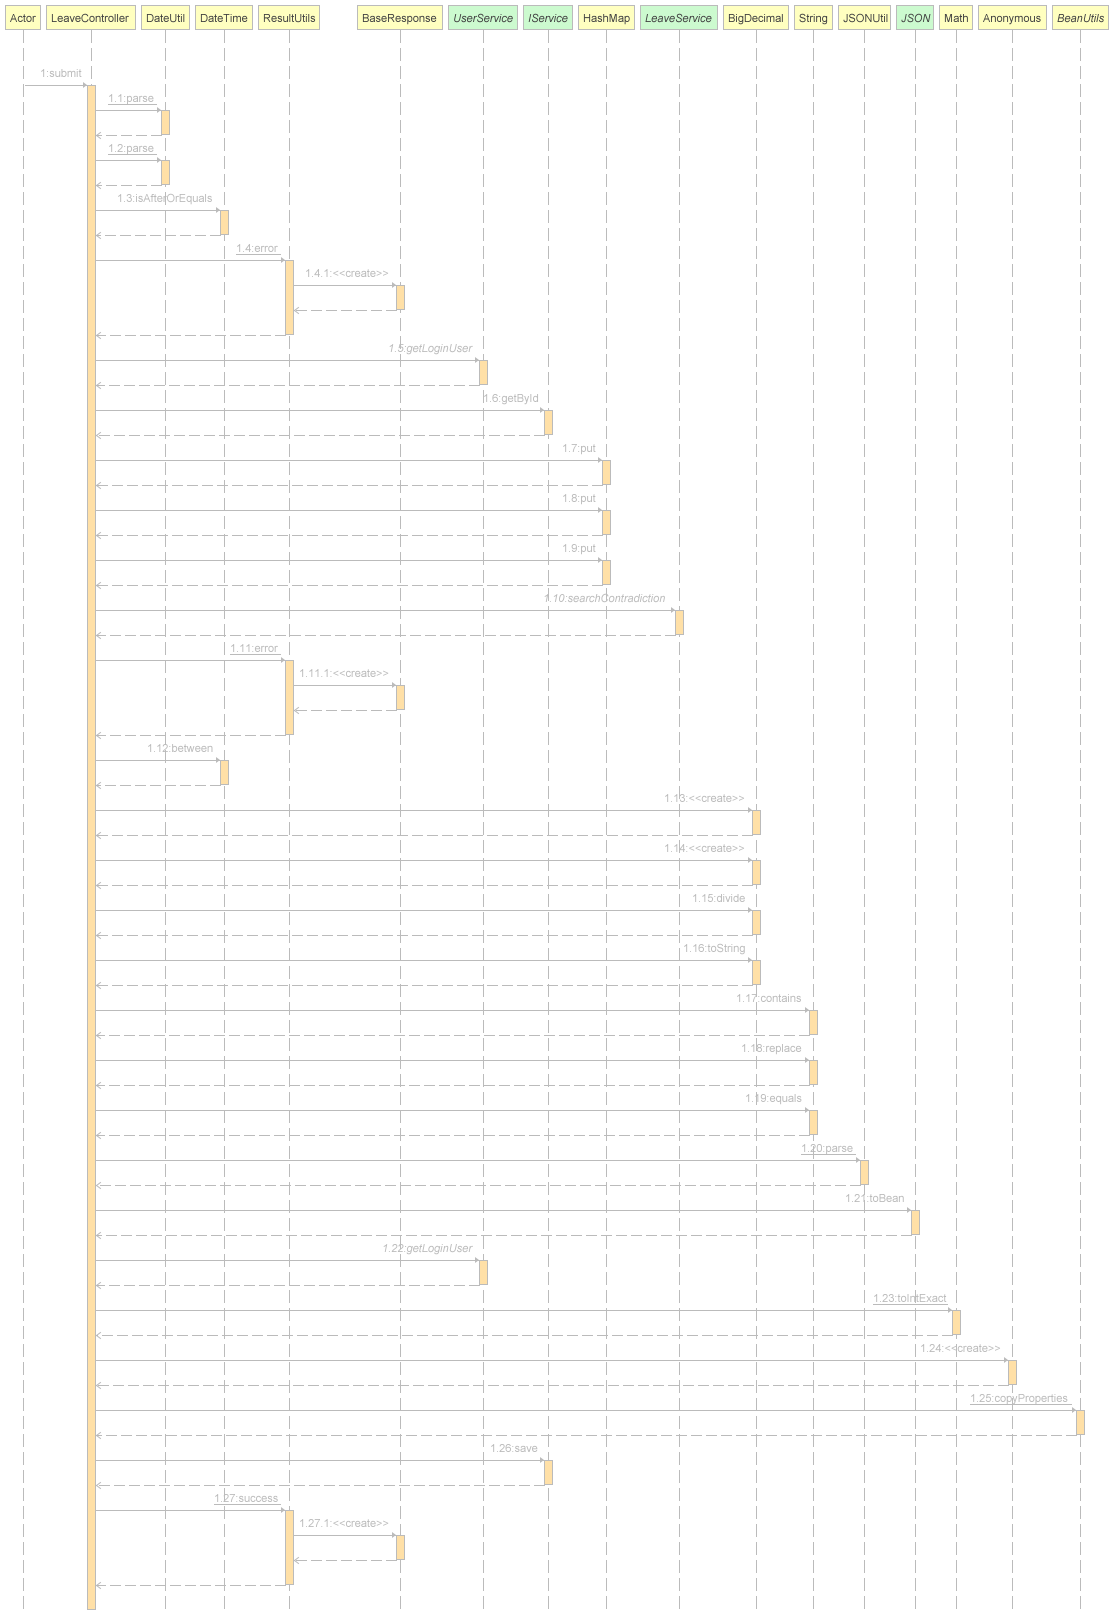 Actor LeaveController DateUtil DateTime ResultUtils BaseResponse UserService IService HashMap LeaveService BigDecimal String JSONUtil JSON Math Anonymous BeanUtils
1:submit
1.1:parse
1.2:parse
1.3:isAfterOrEquals
1.4:error
1.4.1:<<create>>
1.5:getLoginUser
1.6:getById
1.7:put
1.8:put
1.9:put
1.10:searchContradiction
1.11:error
1.11.1:<<create>>
1.12:between
1.13:<<create>>
1.14:<<create>>
1.15:divide
1.16:toString
1.17:contains
1.18:replace
1.19:equals
1.20:parse
1.21:toBean
1.22:getLoginUser
1.23:toIntExact
1.24:<<create>>
1.25:copyProperties
1.26:save
1.27:success
1.27.1:<<create>>